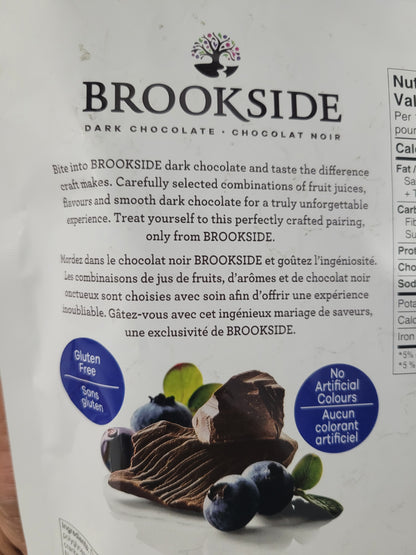 BROOKSIDE
DARK CHOCOLATE · CHOCOLAT NOIR
Bite into BROOKSIDE dark chocolate and taste the difference
craft makes. Carefully selected combinations of fruit juices,
flavours and smooth dark chocolate for a truly unforgettable
experience. Treat yourself to this perfectly crafted pairing,
only from BROOKSIDE.
Mordez dans le chocolat noir BROOKSIDE et goûtez l'ingéniosité.
Les combinaisons de jus de fruits, d'arômes et de chocolat noir
onctueux sont choisies avec soin afin d'offrir une expérience
inoubliable. Gâtez-vous avec cet ingénieux mariage de saveurs,
une exclusivité de BROOKSIDE.
Gluten
Free
Sans
gluten
No
Artificial
Colours
Aucun
colorant
artificiel
Nut
Val
Per
pour
Calo
Fat /
Sa
+ T
Carb
Fib
Su
Prot
Cho
Sod
Pota
Calc
Iron
*5%
*5 %